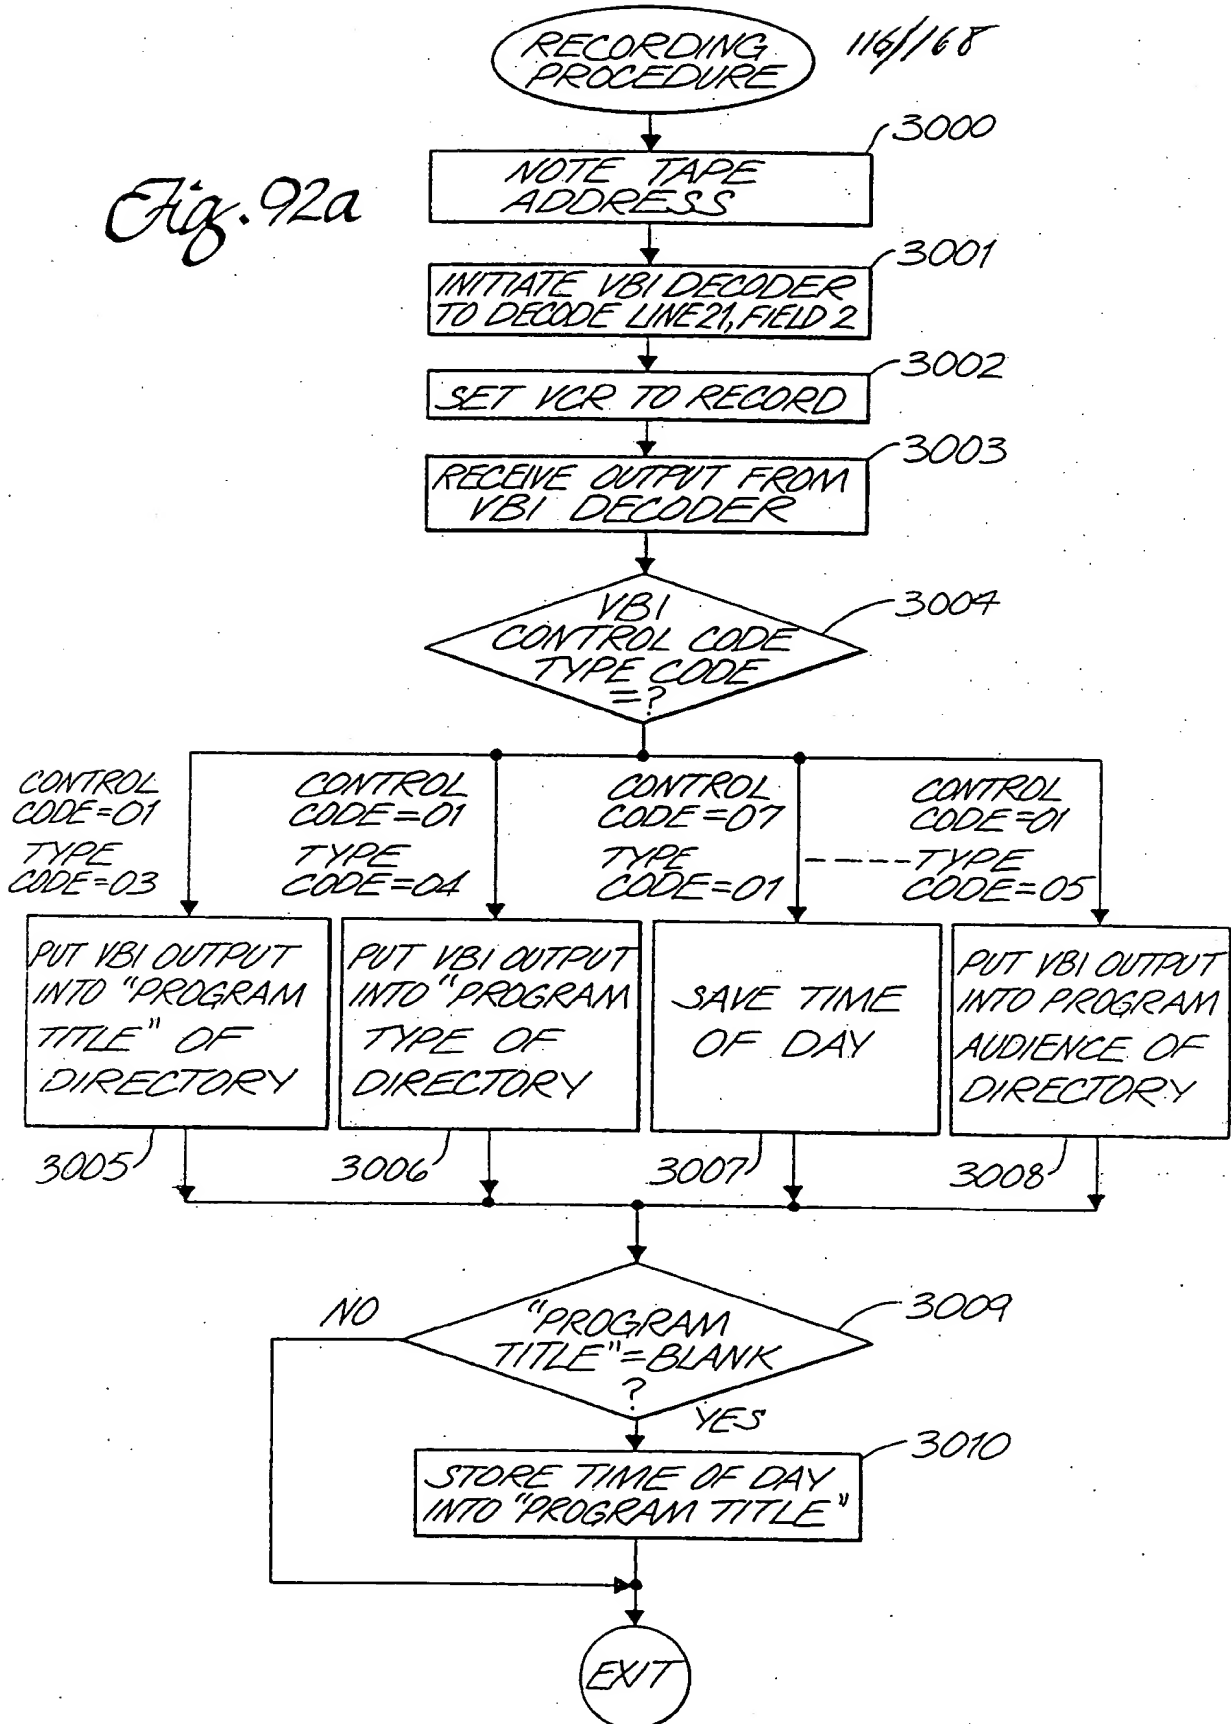 RECORDING
PROCEDURE
116/168
Fig. 92a
3000
NOTE TAPE
ADDRESS
3001
INITIATE VBI DECODER
TO DECODE LINE 21, FIELD 2
3002
SET VCR TO RECORD
3003
RECEIVE OUTPUT FROM
VBI DECODER
3004
VBI
CONTROL CODE
TYPE CODE
=?
CONTROL
CODE=01
TYPE
CODE=03
CONTROL
CODE=01
TYPE
CODE=04
CONTROL
CODE=07
TYPE
CODE=01
CONTROL
CODE=01
TYPE
CODE=05
PUT VBI OUTPUT
INTO "PROGRAM
TITLE" OF
DIRECTORY
PUT VBI OUTPUT
INTO "PROGRAM
TYPE OF
DIRECTORY
SAVE TIME
OF DAY
PUT VBI OUTPUT
INTO PROGRAM
AUDIENCE OF
DIRECTORY
3005
3006
3007
3008
NO
"PROGRAM
TITLE"=BLANK
?
3009
YES
3010
STORE TIME OF DAY
INTO "PROGRAM TITLE"
EXIT